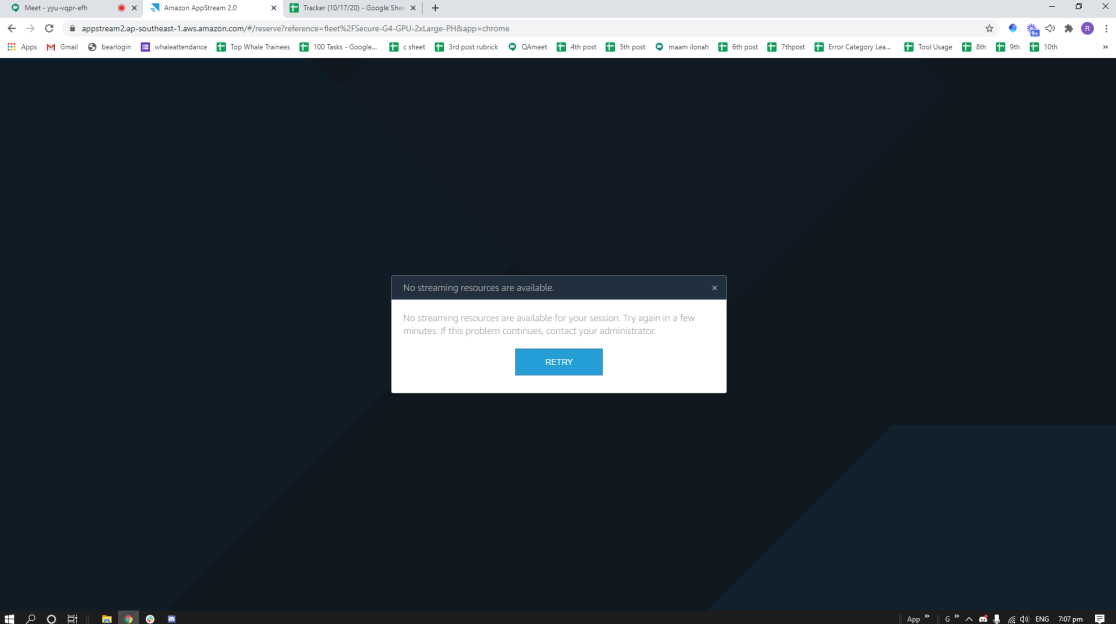 Meet - yyu-vqpr-efh
Amazon AppStream 2.0
Tracker (10/17/20) - Google Shee
appstream2.ap-southeast-1.aws.amazon.com/#/reserve?reference=fleet%2FSecure-G4-GPU-2xLarge-PH&app=chrome
R
Apps Gmail bearlogin whaleattendance Top Whale Trainees 100 Tasks - Google... c sheet 3rd post rubrick QAmeet 4th post 5th post maam ilonah 6th post 7thpost Error Category Lea... Tool Usage 8th 9th 10th »
No streaming resources are available.
No streaming resources are available for your session. Try again in a few
minutes. If this problem continues, contact your administrator.
RETRY
App » G » ENG 7:07 pm